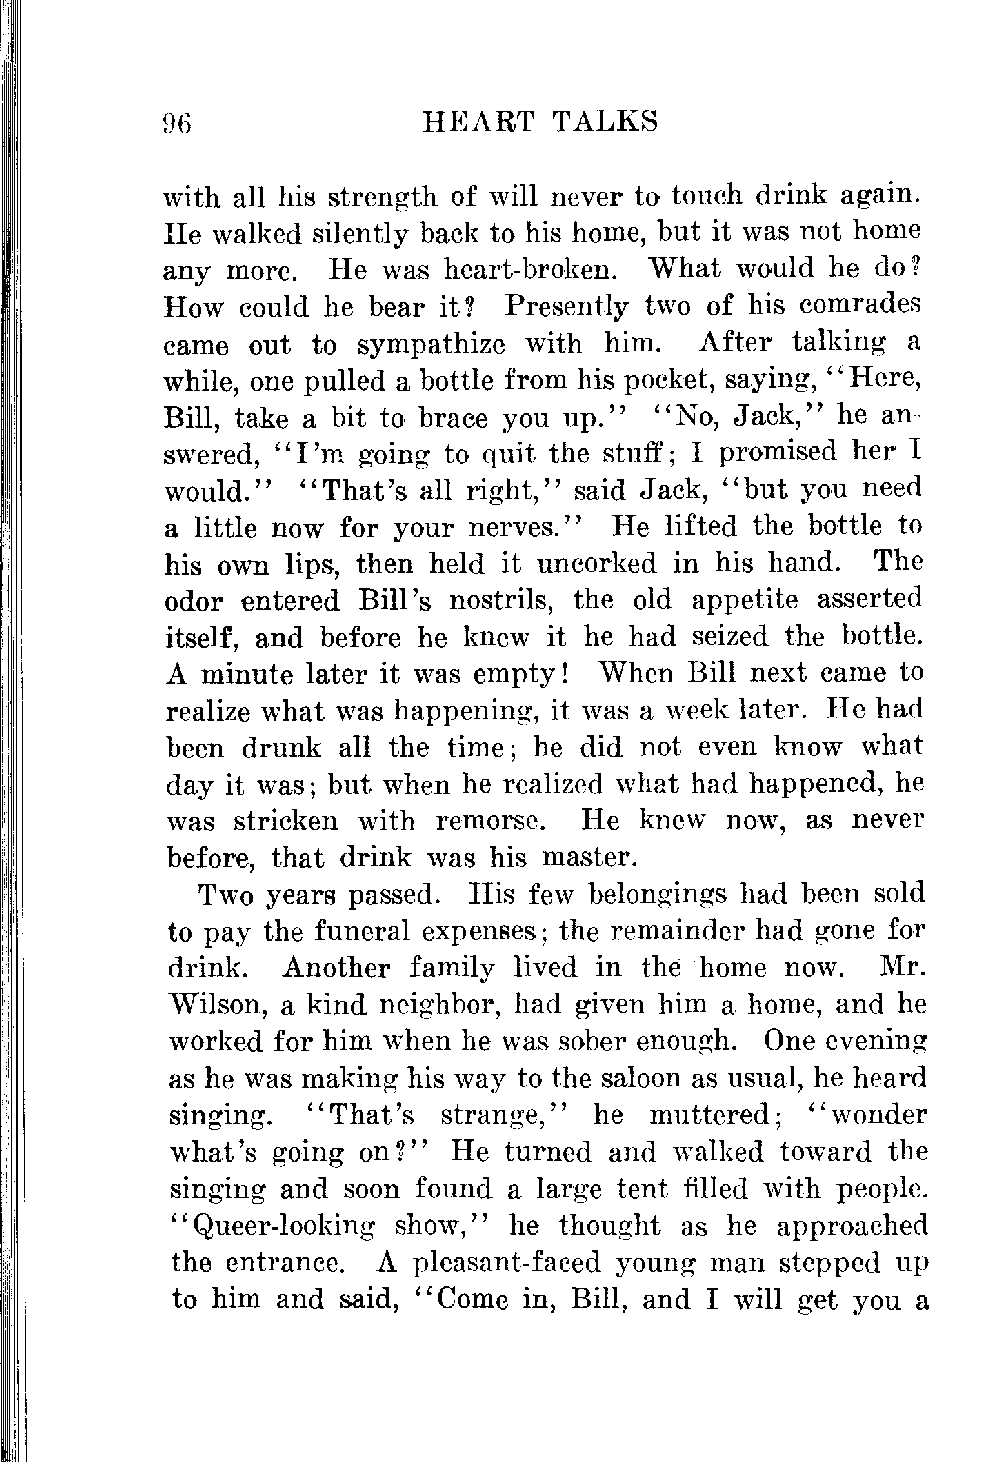 96 HEART TALKS
with all his strength of will never to touch drink again.
He walked silently back to his home, but it was not home
any more. He was heart-broken. What would he do?
How could he bear it? Presently two of his comrades
came out to sympathize with him. After talking a
while, one pulled a bottle from his pocket, saying, "Here,
Bill, take a bit to brace you up." "No, Jack," he an-
swered, "I'm going to quit the stuff; I promised her I
would." "That's all right," said Jack, "but you need
a little now for your nerves." He lifted the bottle to
his own lips, then held it uncorked in his hand. The
odor entered Bill's nostrils, the old appetite asserted
itself, and before he knew it he had seized the bottle.
A minute later it was empty! When Bill next came to
realize what was happening, it was a week later. He had
been drunk all the time; he did not even know what
day it was; but when he realized what had happened, he
was stricken with remorse. He knew now, as never
before, that drink was his master.
Two years passed. His few belongings had been sold
to pay the funeral expenses; the remainder had gone for
drink. Another family lived in the home now. Mr.
Wilson, a kind neighbor, had given him a home, and he
worked for him when he was sober enough. One evening
as he was making his way to the saloon as usual, he heard
singing. "That's strange," he muttered; "wonder
what's going on?" He turned and walked toward the
singing and soon found a large tent filled with people.
"Queer-looking show," he thought as he approached
the entrance. A pleasant-faced young man stepped up
to him and said, "Come in, Bill, and I will get you a